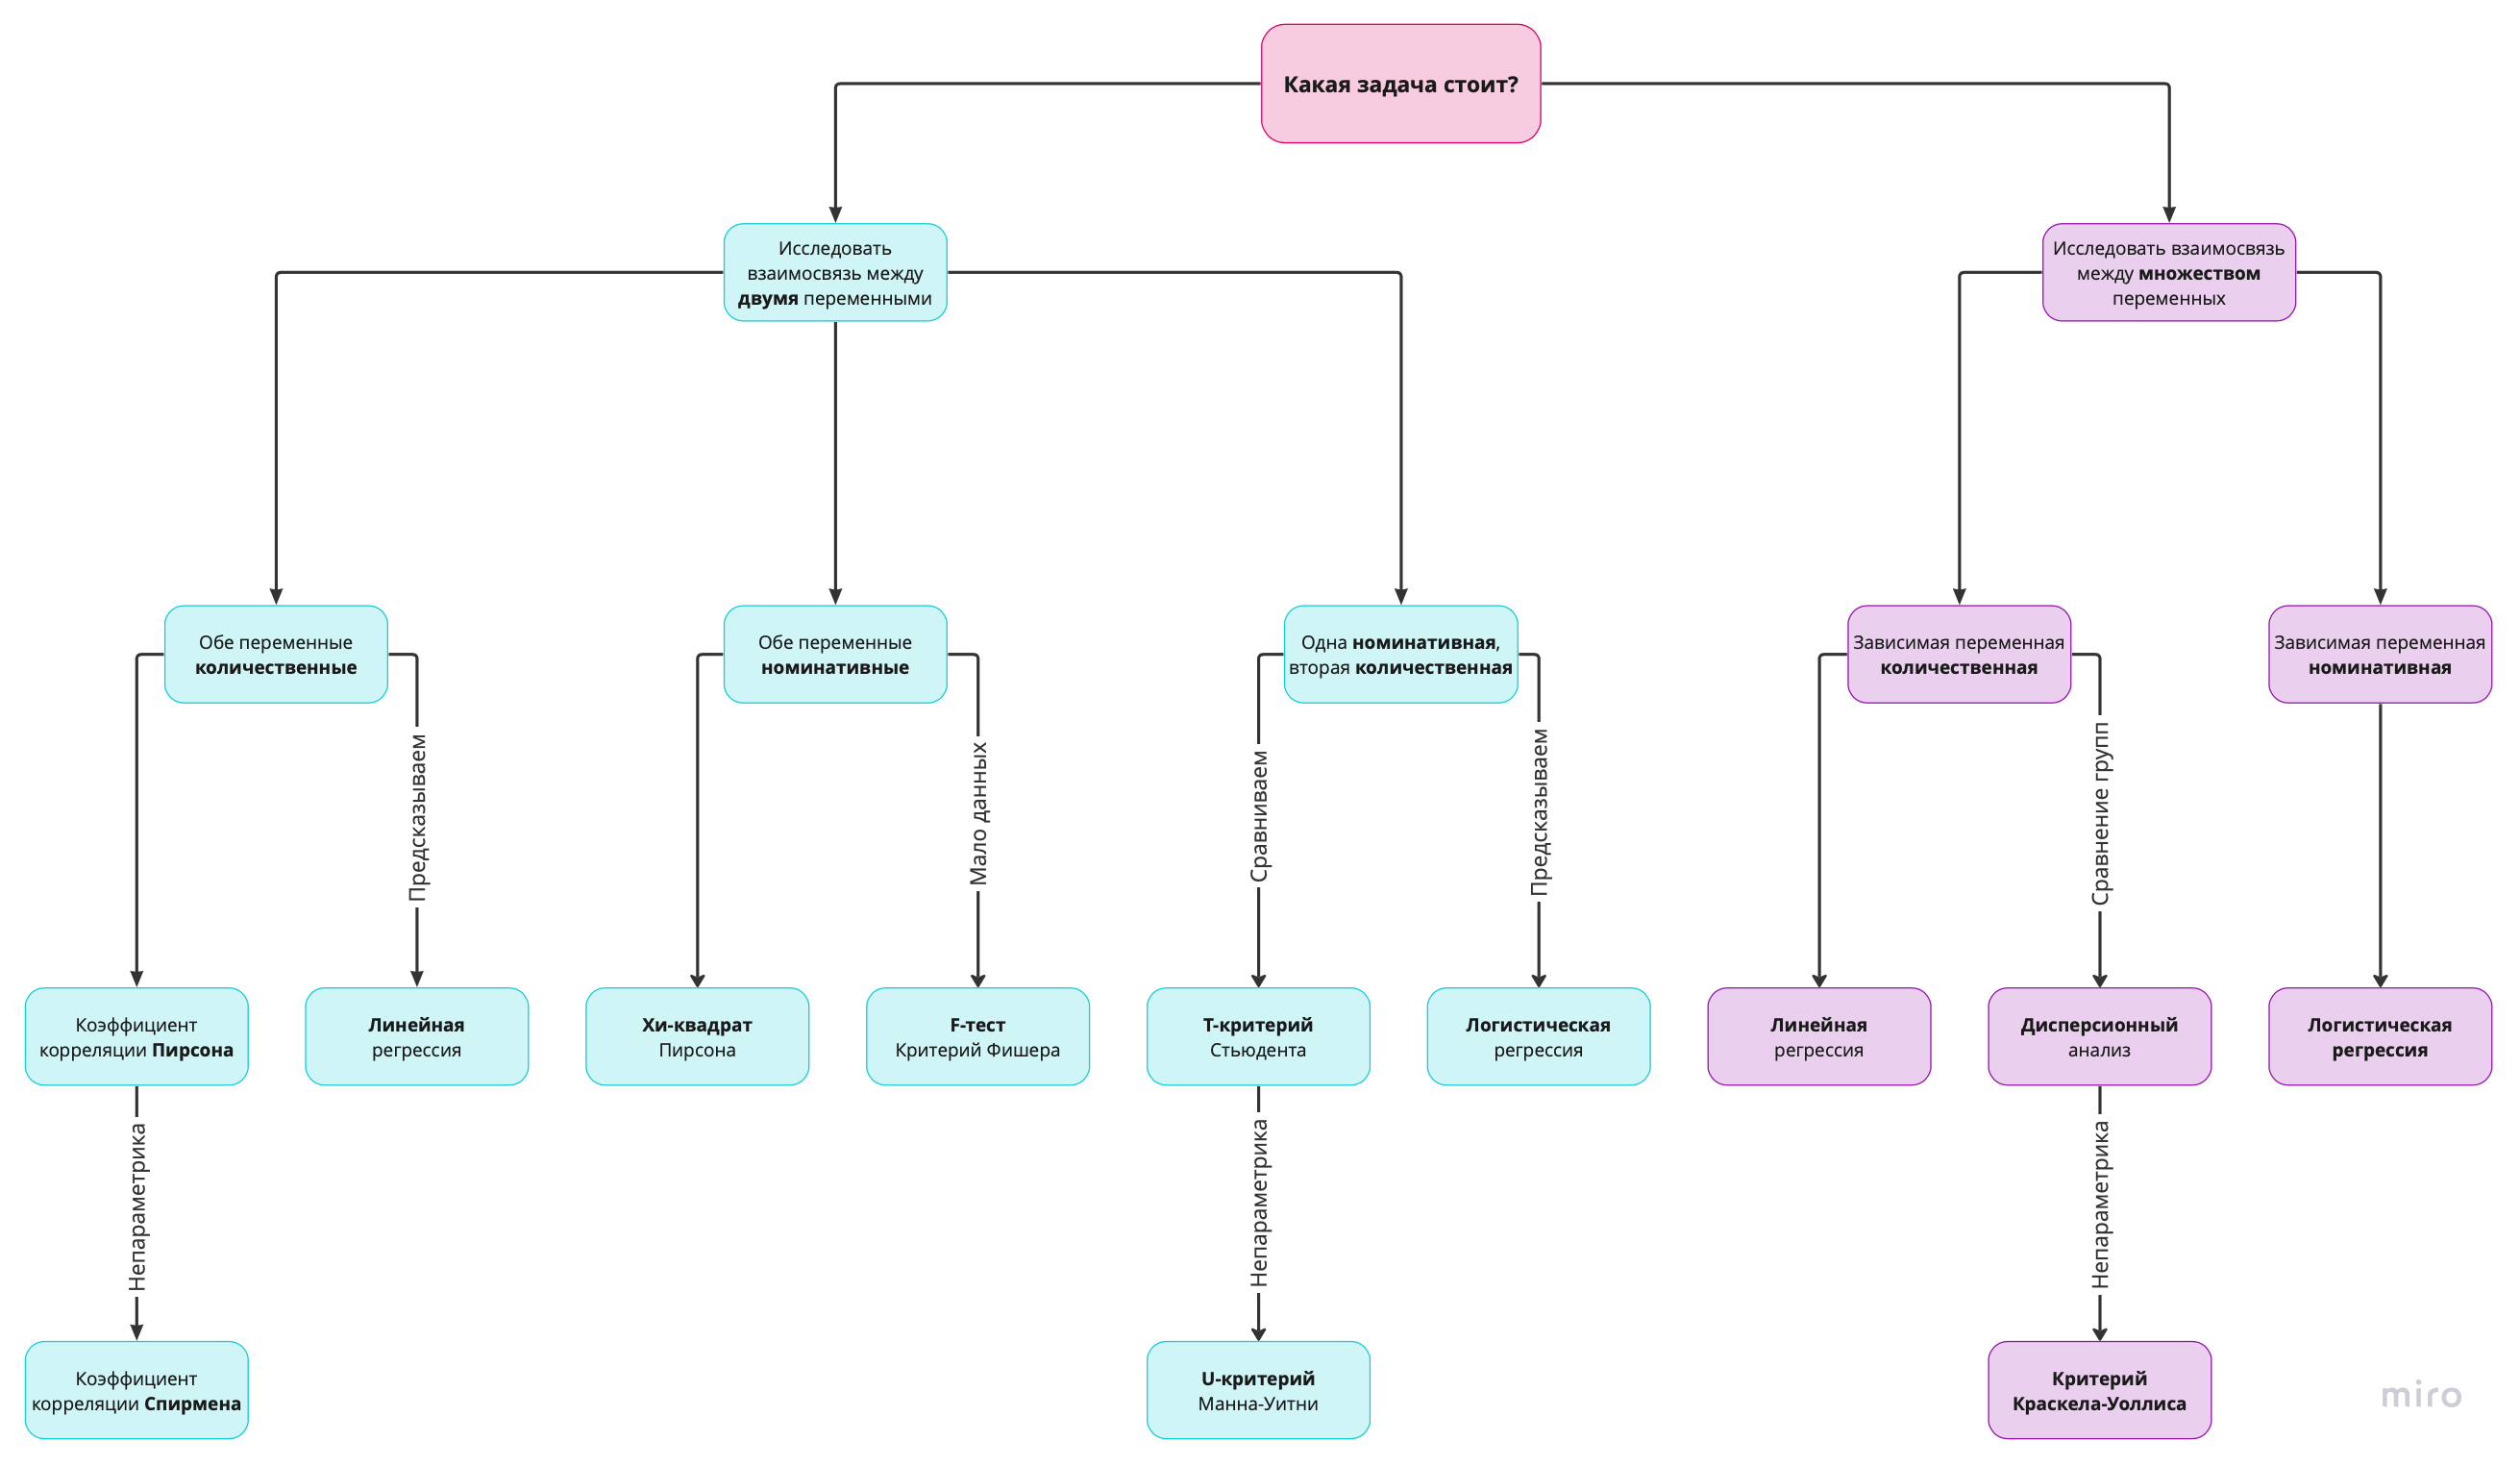 Какая задача стоит?
Исследовать
взаимосвязь между
двумя переменными
Исследовать взаимосвязь
между множеством
переменных
Обе переменные
количественные
Обе переменные
номинативные
Одна номинативная,
вторая количественная
Зависимая переменная
количественная
Зависимая переменная
номинативная
Предсказываем
Мало данных
Сравниваем
Предсказываем
Сравнение групп
Коэффициент
корреляции Пирсона
Линейная
регрессия
Хи-квадрат
Пирсона
F-тест
Критерий Фишера
Т-критерий
Стьюдента
Логистическая
регрессия
Линейная
регрессия
Дисперсионный
анализ
Логистическая
регрессия
Непараметрика
Непараметрика
Непараметрика
Коэффициент
корреляции Спирмена
U-критерий
Манна-Уитни
Критерий
Краскела-Уоллиса
miro